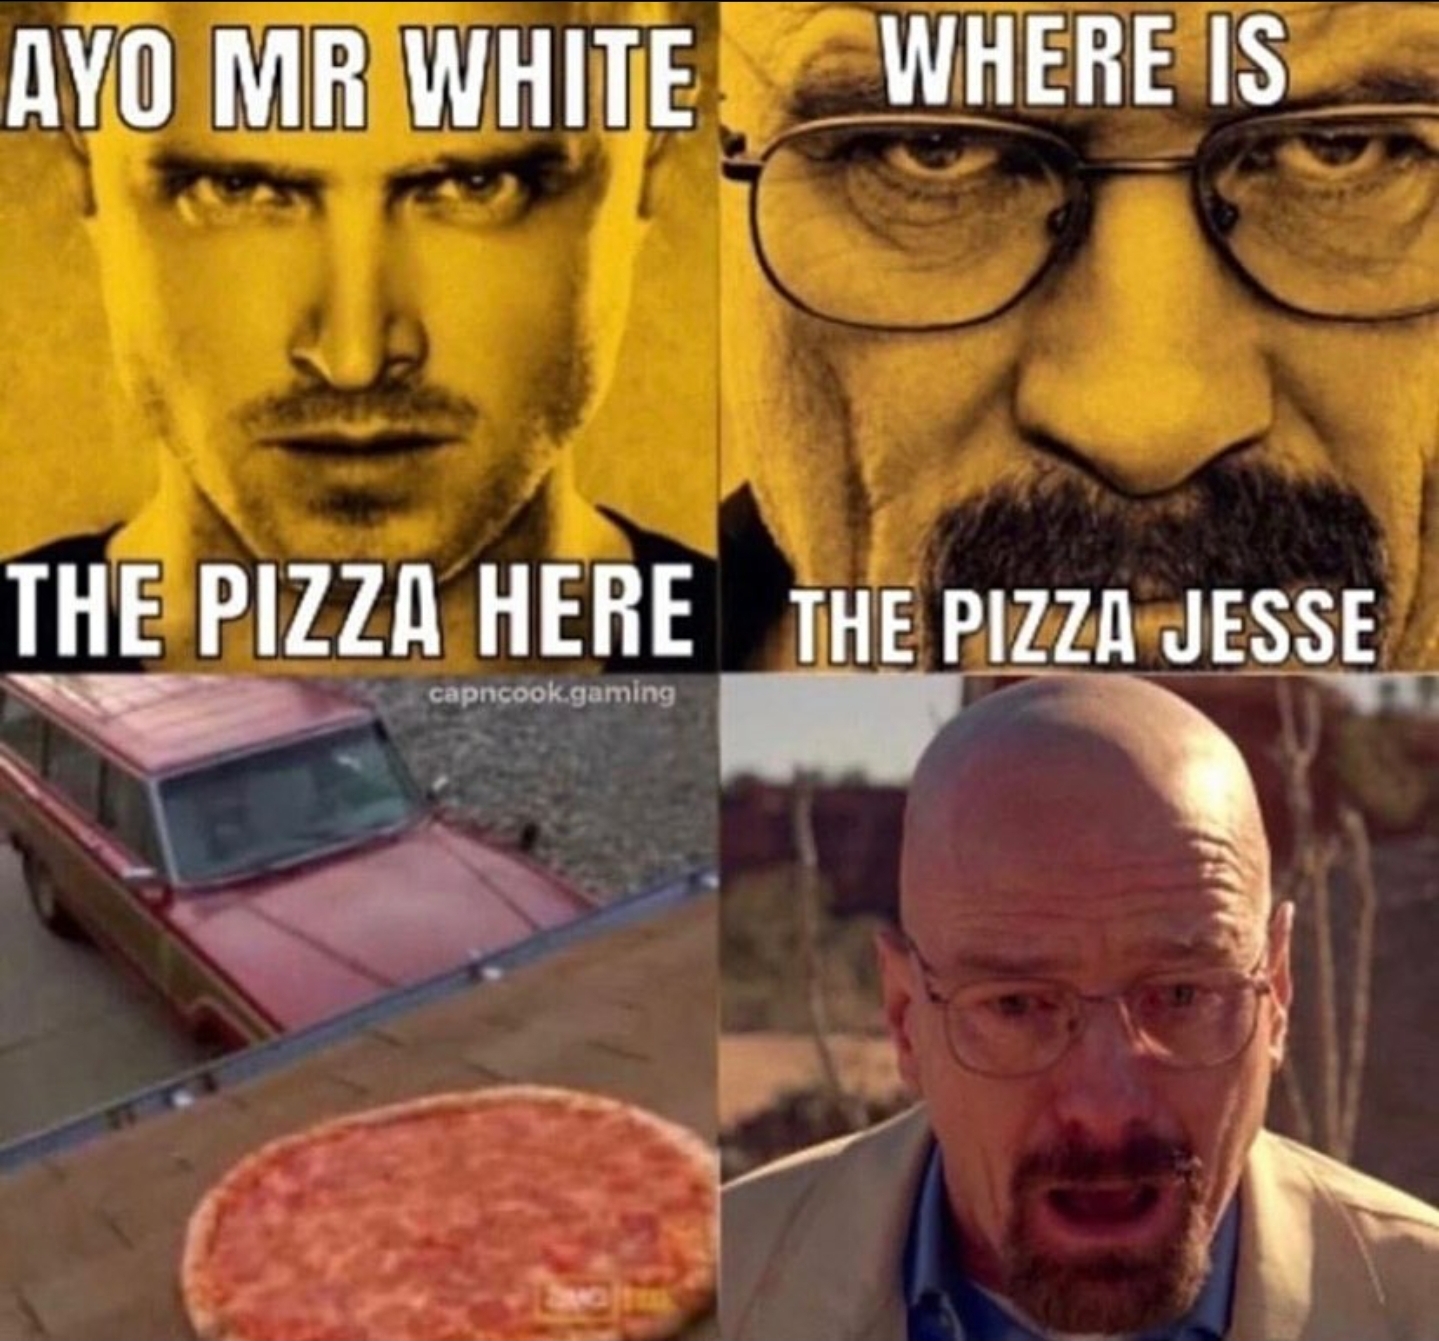 AYO MR WHITE
THE PIZZA HERE
WHERE IS
THE PIZZA JESSE
capncook.gaming